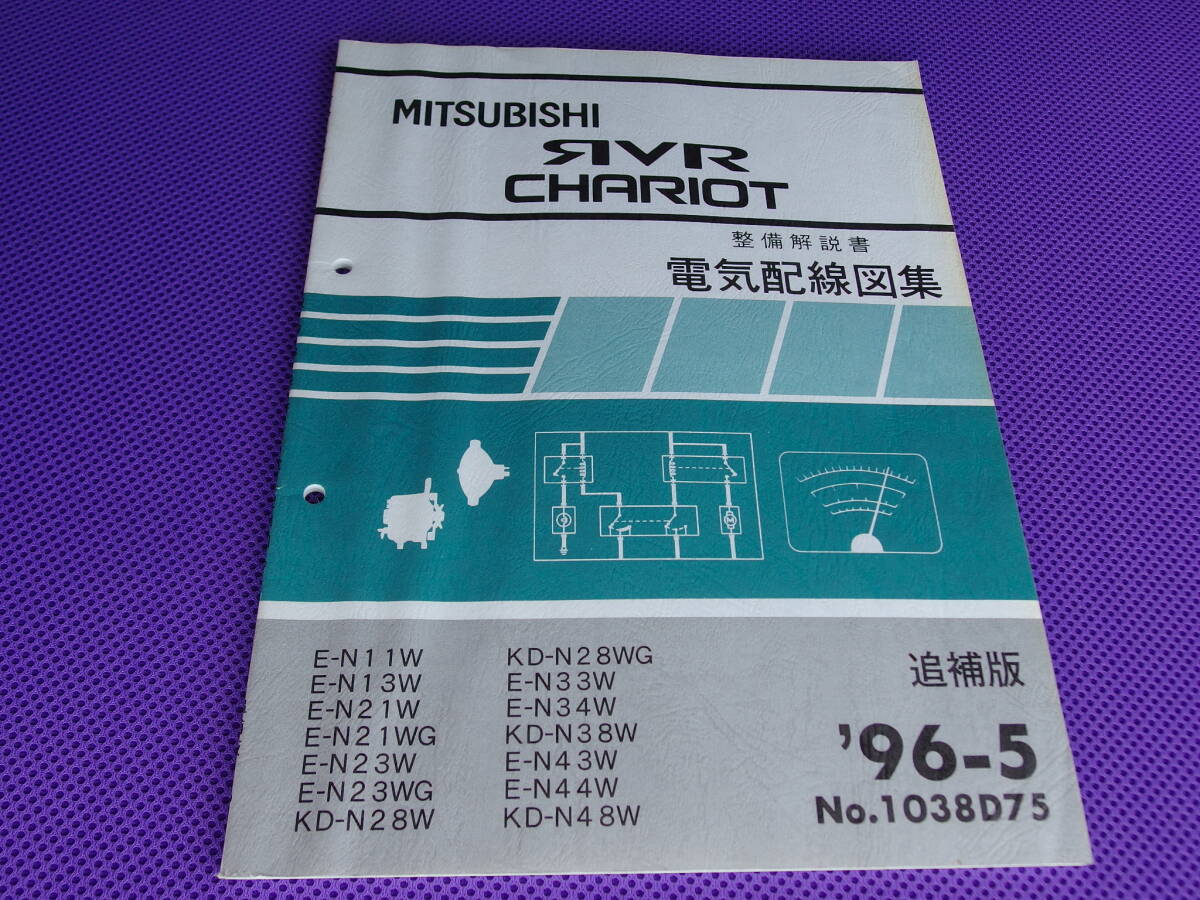 MITSUBISHI
RVR
CHARIOT
整備解説書
電気配線図集
M
E-N11W
E-N13W
E-N21W
E-N21WG
E-N23W
E-N23WG
KD-N28W
KD-N28WG
E-N33W
E-N34W
KD-N38W
E-N43W
E-N44W
KD-N48W
追補版
'96-5
No.1038D75